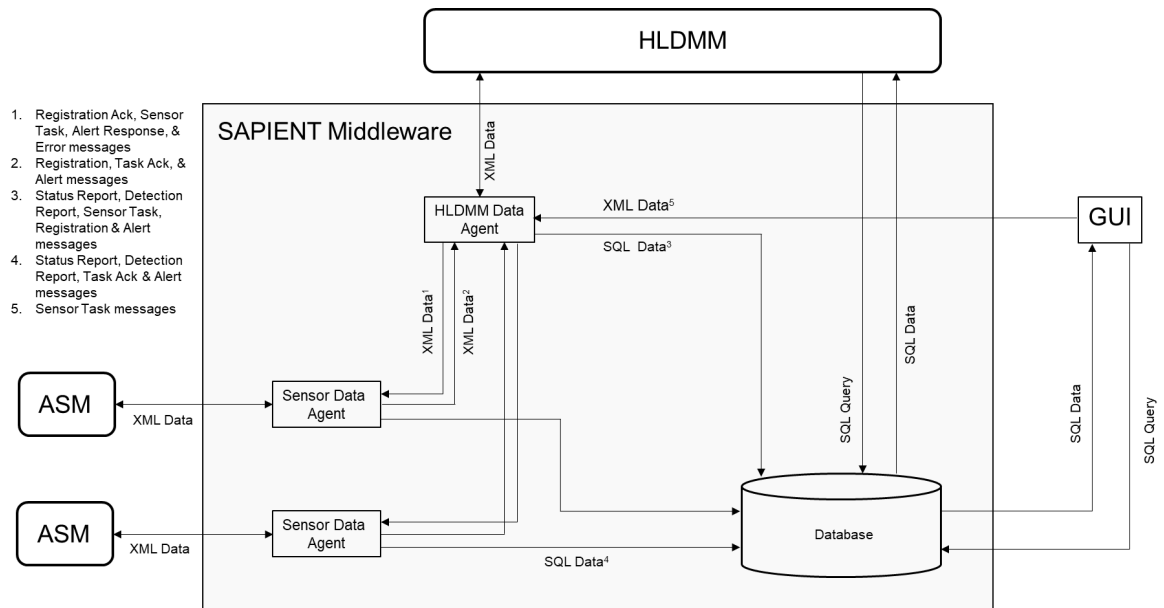 HLDMM
1. Registration Ack, Sensor
Task, Alert Response, &
Error messages
2. Registration, Task Ack, &
Alert messages
3. Status Report, Detection
Report, Sensor Task,
Registration & Alert
messages
4. Status Report, Detection
Report, Task Ack & Alert
messages
5. Sensor Task messages
SAPIENT Middleware
XML Data
HLDMM Data
Agent
XML Data⁵
SQL Data³
GUI
XML Data¹
XML Data²
SQL Query
SQL Data
SQL Data
SQL Query
ASM
XML Data
Sensor Data
Agent
ASM
XML Data
Sensor Data
Agent
SQL Data⁴
Database